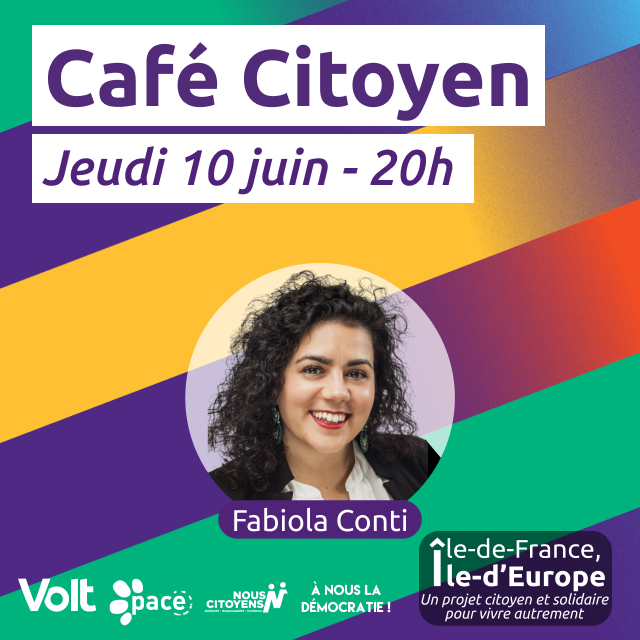 Café Citoyen
Jeudi 10 juin - 20h
Fabiola Conti
Île-de-France,
Île-d'Europe
Un projet citoyen et solidaire
pour vivre autrement
Volt
pace
NOUS
CITOYENS
À NOUS LA
DÉMOCRATIE !